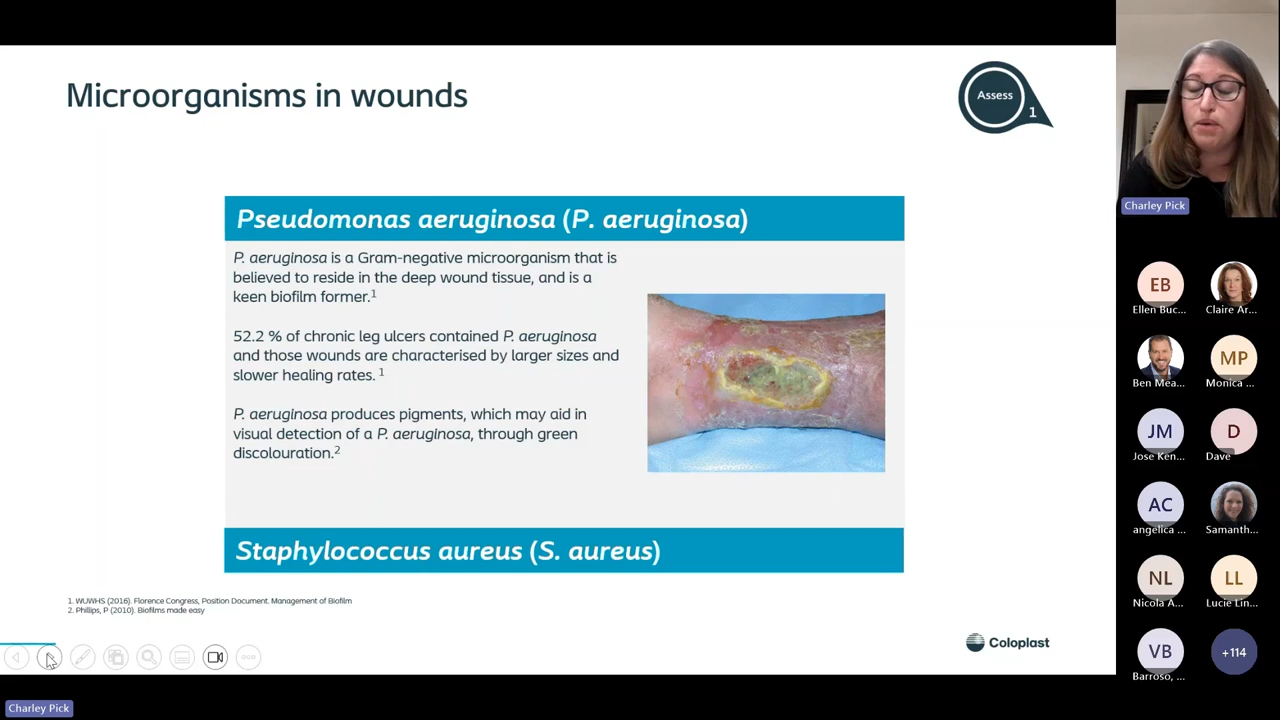 Microorganisms in wounds
Assess
1
Pseudomonas aeruginosa (P. aeruginosa)
P. aeruginosa is a Gram-negative microorganism that is
believed to reside in the deep wound tissue, and is a
keen biofilm former.1
52.2 % of chronic leg ulcers contained P. aeruginosa
and those wounds are characterised by larger sizes and
slower healing rates. 1
P. aeruginosa produces pigments, which may aid in
visual detection of a P. aeruginosa, through green
discolouration.2
Staphylococcus aureus (S. aureus)
1. WUWHS (2016). Florence Congress, Position Document. Management of Biofilm
2. Phillips, P (2010). Biofilms made easy
Coloplast
Charley Pick
Charley Pick
EB
Ellen Buc...
Claire Ar...
Ben Mea...
MP
Monica ...
JM
Jose Ken...
D
Dave
AC
angelica ...
Samanth...
NL
Nicola A...
LL
Lucie Lin...
VB
Barroso, ...
+114